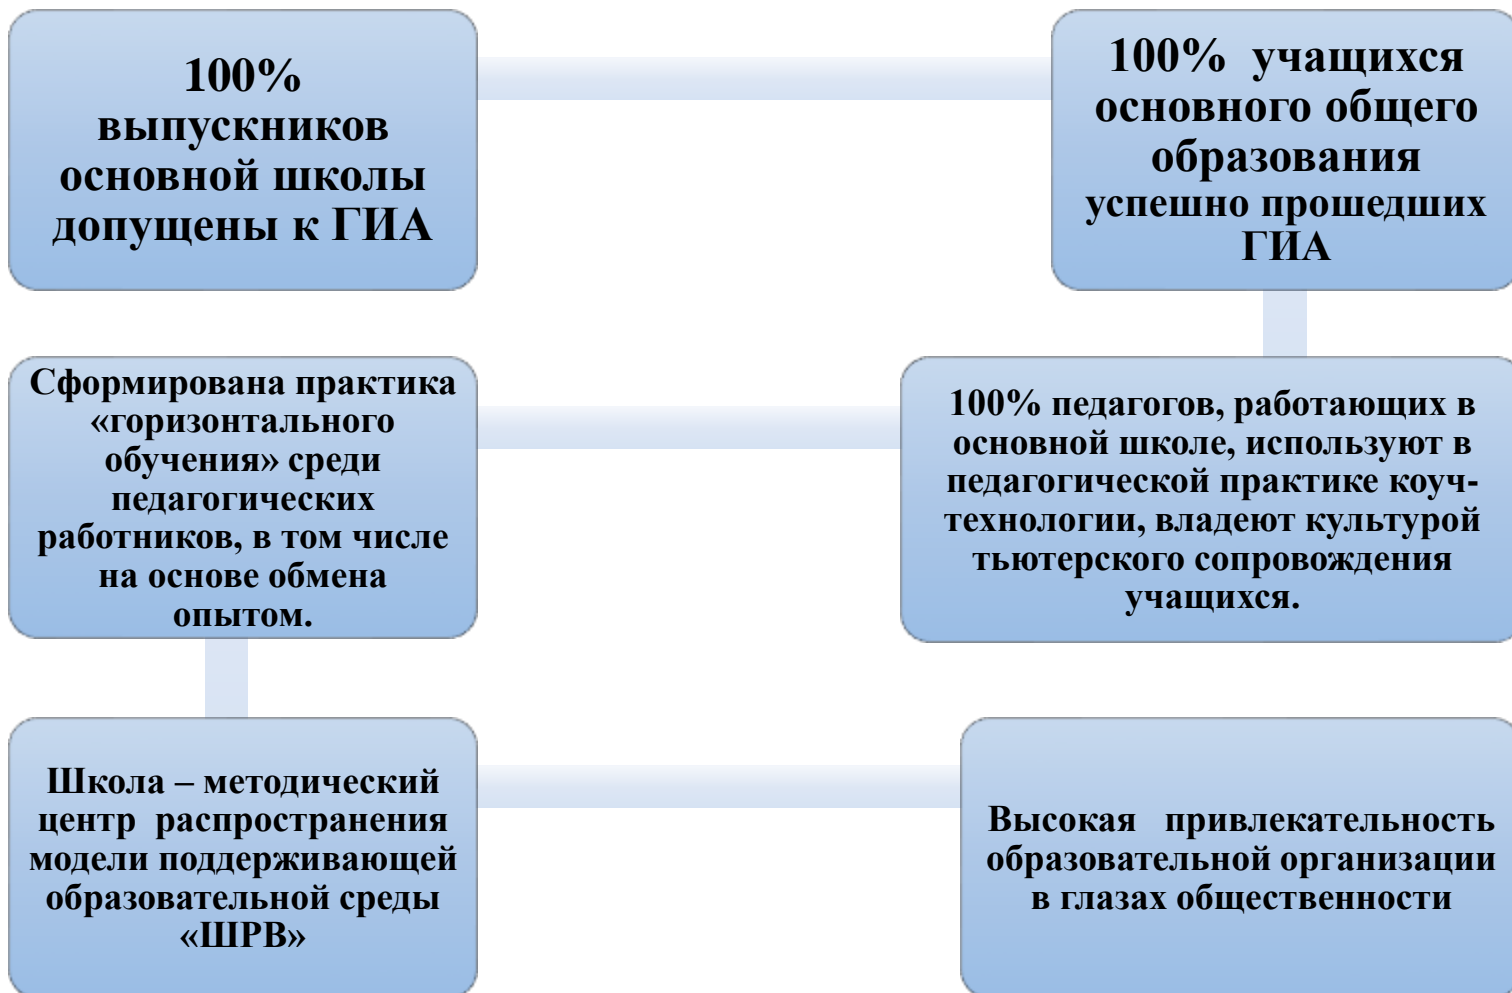 100%
выпускников
основной школы
допущены к ГИА
100% учащихся
основного общего
образования
успешно прошедших
ГИА
Сформирована практика
«горизонтального
обучения» среди
педагогических
работников, в том числе
на основе обмена
опытом.
100% педагогов, работающих в
основной школе, используют в
педагогической практике коуч-
технологии, владеют культурой
тьютерского сопровождения
учащихся.
Школа – методический
центр распространения
модели поддерживающей
образовательной среды
«ШРВ»
Высокая привлекательность
образовательной организации
в глазах общественности